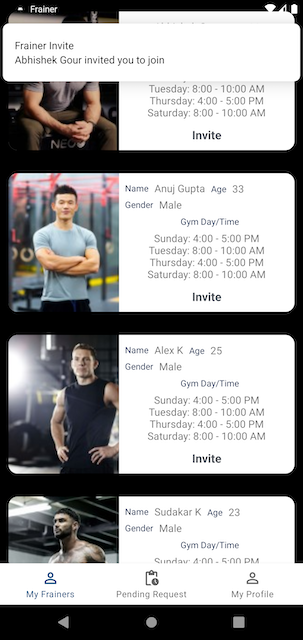 Frainer
Frainer Invite
Abhishek Gour invited you to join
Tuesday: 8:00 - 10:00 AM
Thursday: 4:00 - 5:00 PM
Saturday: 8:00 - 10:00 AM
Invite
NEO
Name Anuj Gupta Age 33
Gender Male
Gym Day/Time
Sunday: 4:00 - 5:00 PM
Tuesday: 8:00 - 10:00 AM
Thursday: 4:00 - 5:00 PM
Saturday: 8:00 - 10:00 AM
Invite
Name Alex K Age 25
Gender Male
Gym Day/Time
Sunday: 4:00 - 5:00 PM
Tuesday: 8:00 - 10:00 AM
Thursday: 4:00 - 5:00 PM
Saturday: 8:00 - 10:00 AM
Invite
Name Sudakar K Age 23
Gender Male
Gym Day/Time
Sunday: 4:00 - 5:00 PM
My Frainers
Pending Request
My Profile